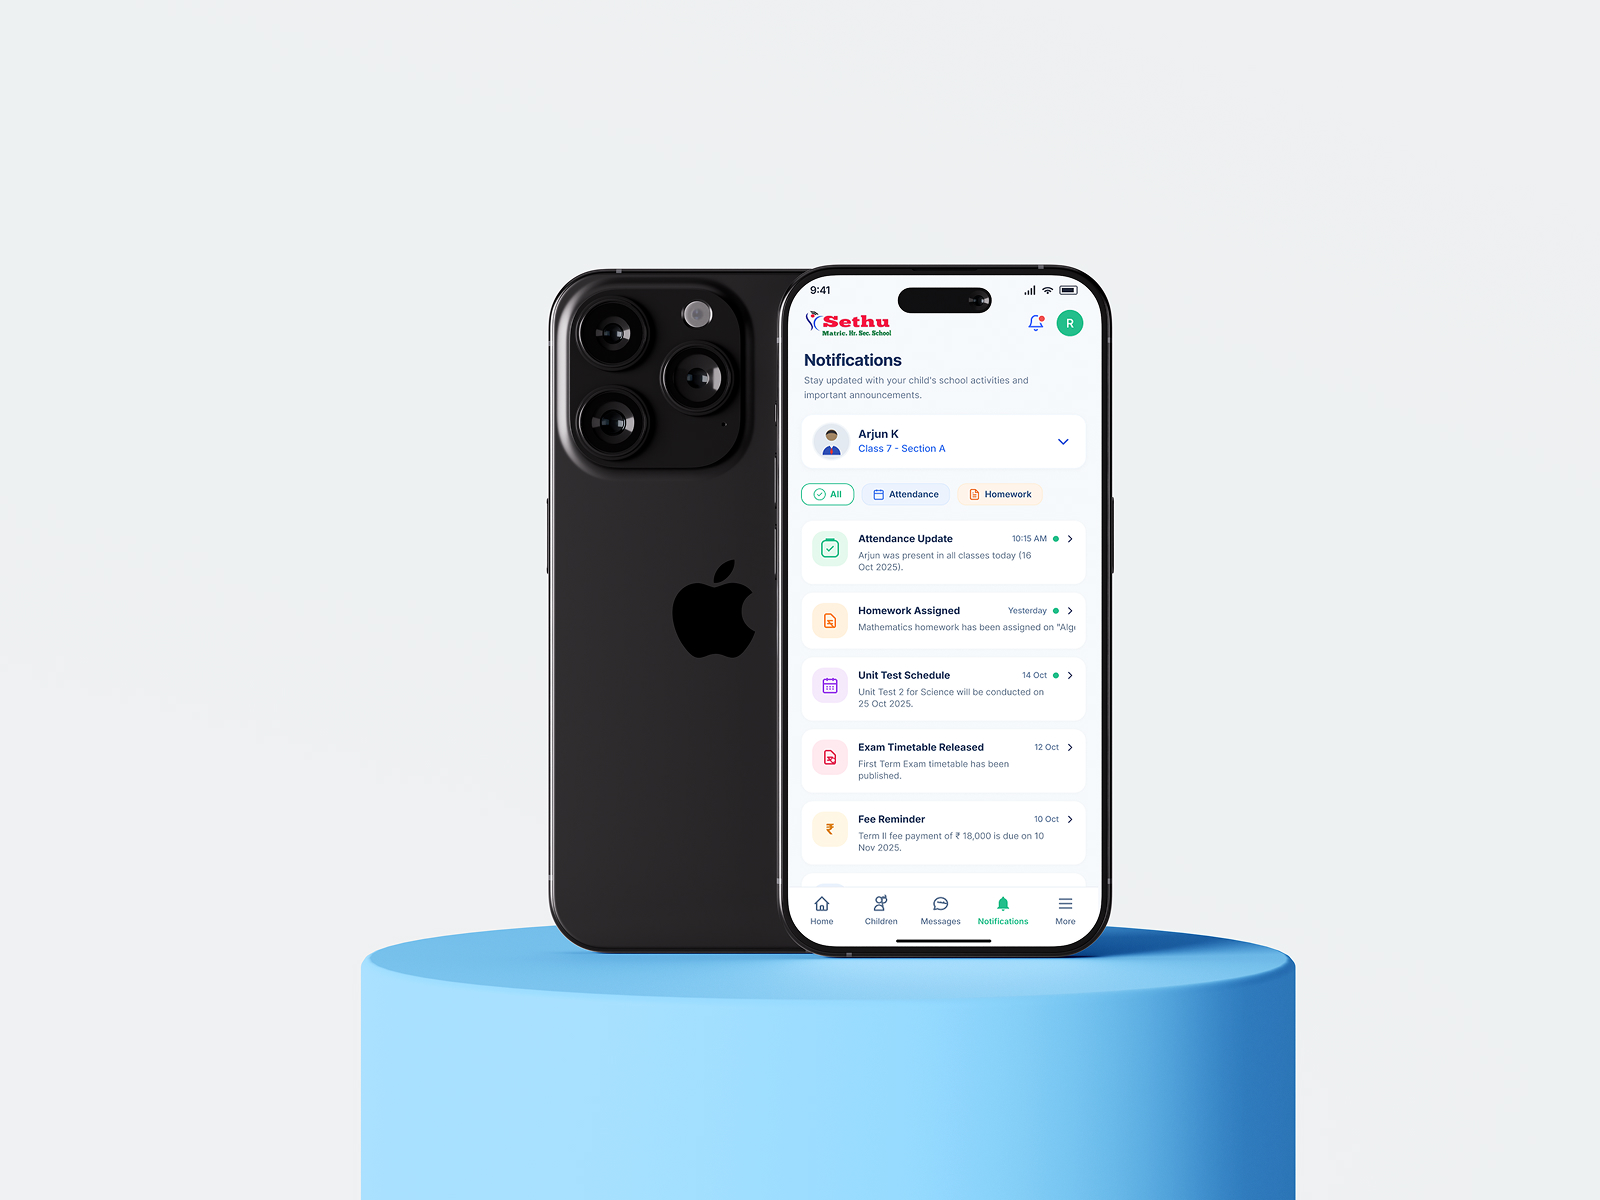 9:41
Sethu
Matric. Hr. Sec. School
R
Notifications
Stay updated with your child's school activities and
important announcements.
Arjun K
Class 7 - Section A
All
Attendance
Homework
Attendance Update
10:15 AM
Arjun was present in all classes today (16
Oct 2025).
Homework Assigned
Yesterday
Mathematics homework has been assigned on "Alge
Unit Test Schedule
14 Oct
Unit Test 2 for Science will be conducted on
25 Oct 2025.
Exam Timetable Released
12 Oct
First Term Exam timetable has been
published.
₹
Fee Reminder
10 Oct
Term II fee payment of ₹ 18,000 is due on 10
Nov 2025.
Home
Children
Messages
Notifications
More